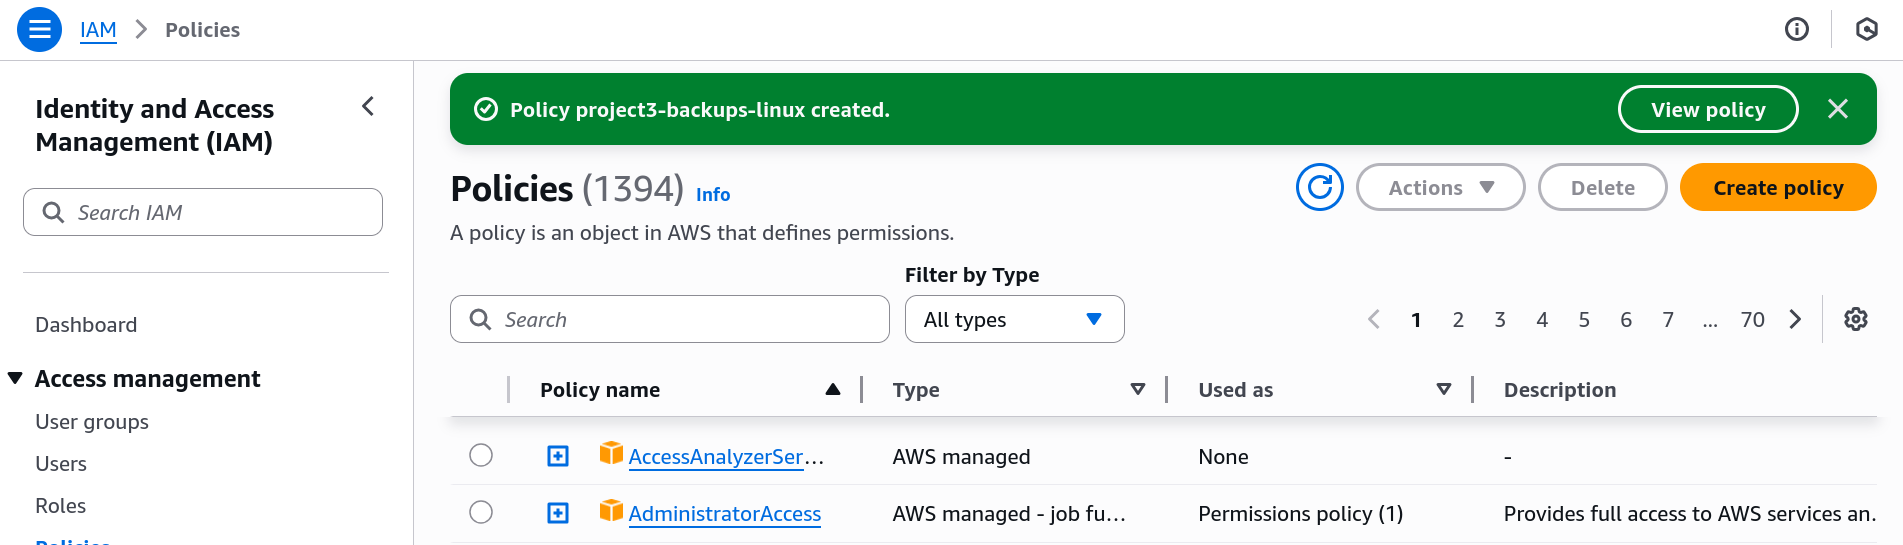 IAM > Policies
Identity and Access
Management (IAM)
Search IAM
Dashboard
Access management
User groups
Users
Roles
Policies
Policy project3-backups-linux created.
View policy
Policies (1394) Info
Actions
Delete
Create policy
A policy is an object in AWS that defines permissions.
Filter by Type
Search
All types
1 2 3 4 5 6 7 ... 70
Policy name Type Used as Description
AccessAnalyzerSer... AWS managed None -
AdministratorAccess AWS managed - job fu... Permissions policy (1) Provides full access to AWS services an.